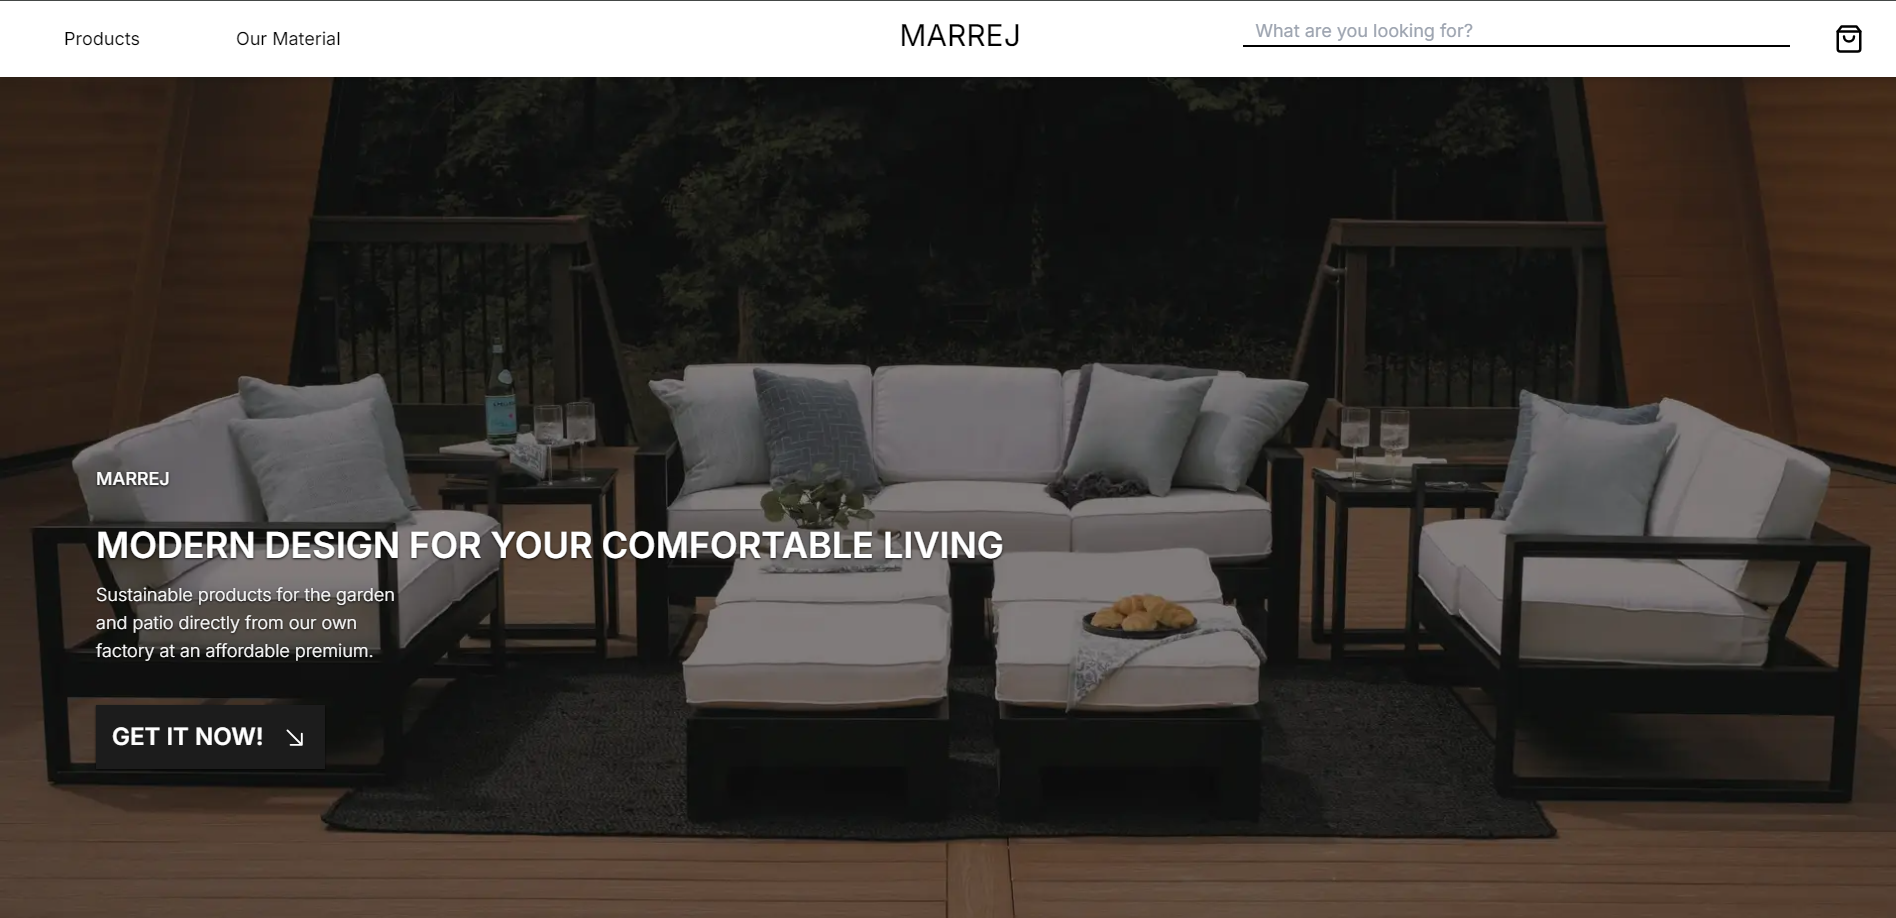 Products
Our Material
MARREJ
What are you looking for?
MARREJ
MODERN DESIGN FOR YOUR COMFORTABLE LIVING
Sustainable products for the garden
and patio directly from our own
factory at an affordable premium.
GET IT NOW!